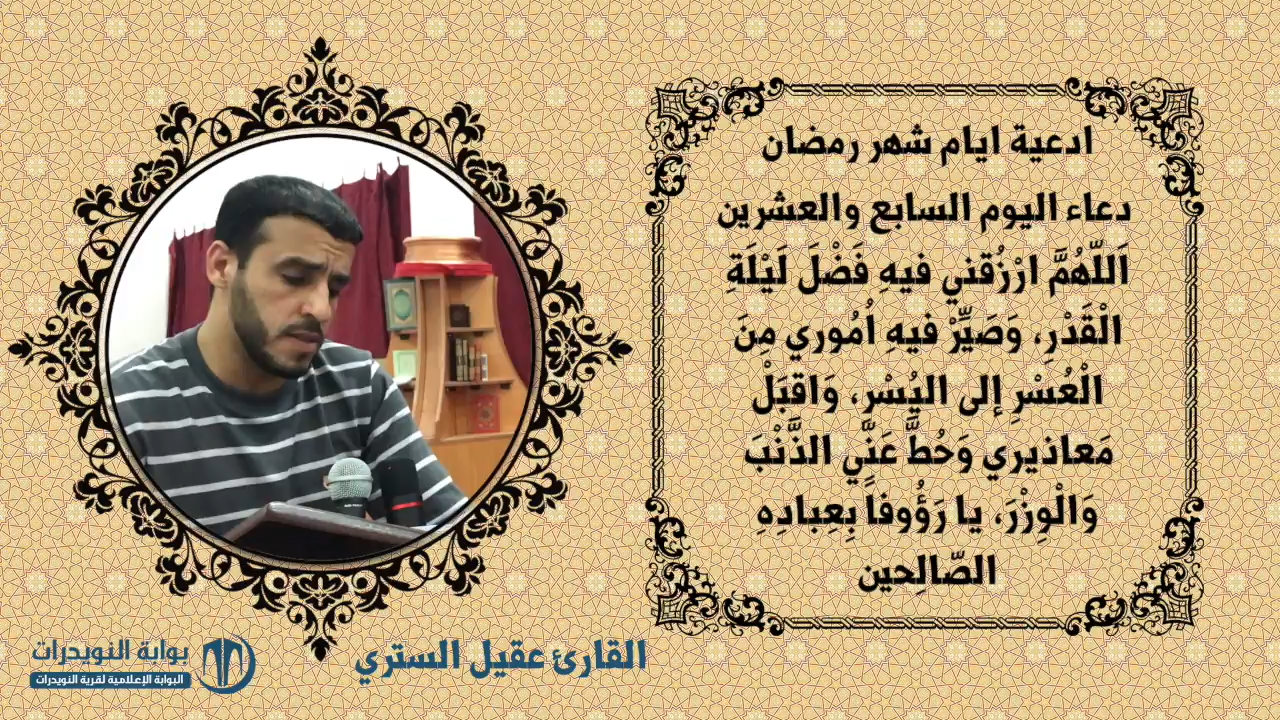 ادعية ايام شهر رمضان
دعاء اليوم السابع والعشرين
اَللّهُمَّ ارْزُقني فيهِ فَضْلَ لَيْلَةِ
الْقَدْرِ، وَصَيِّرْ فيهِ اُمُوري مِنَ
الْعُسْرِ إلى اليُسْرِ، وَاقبَلْ
مَعاذيري وَحُطَّ عَنّي الذَّنْبَ
وَالْوِزْرَ، يا رَؤُوفاً بِعِبادِهِ
الصّالِحين
القارئ عقيل الستري
بوابة النويدرات
البوابة الإعلامية لقرية النويدرات